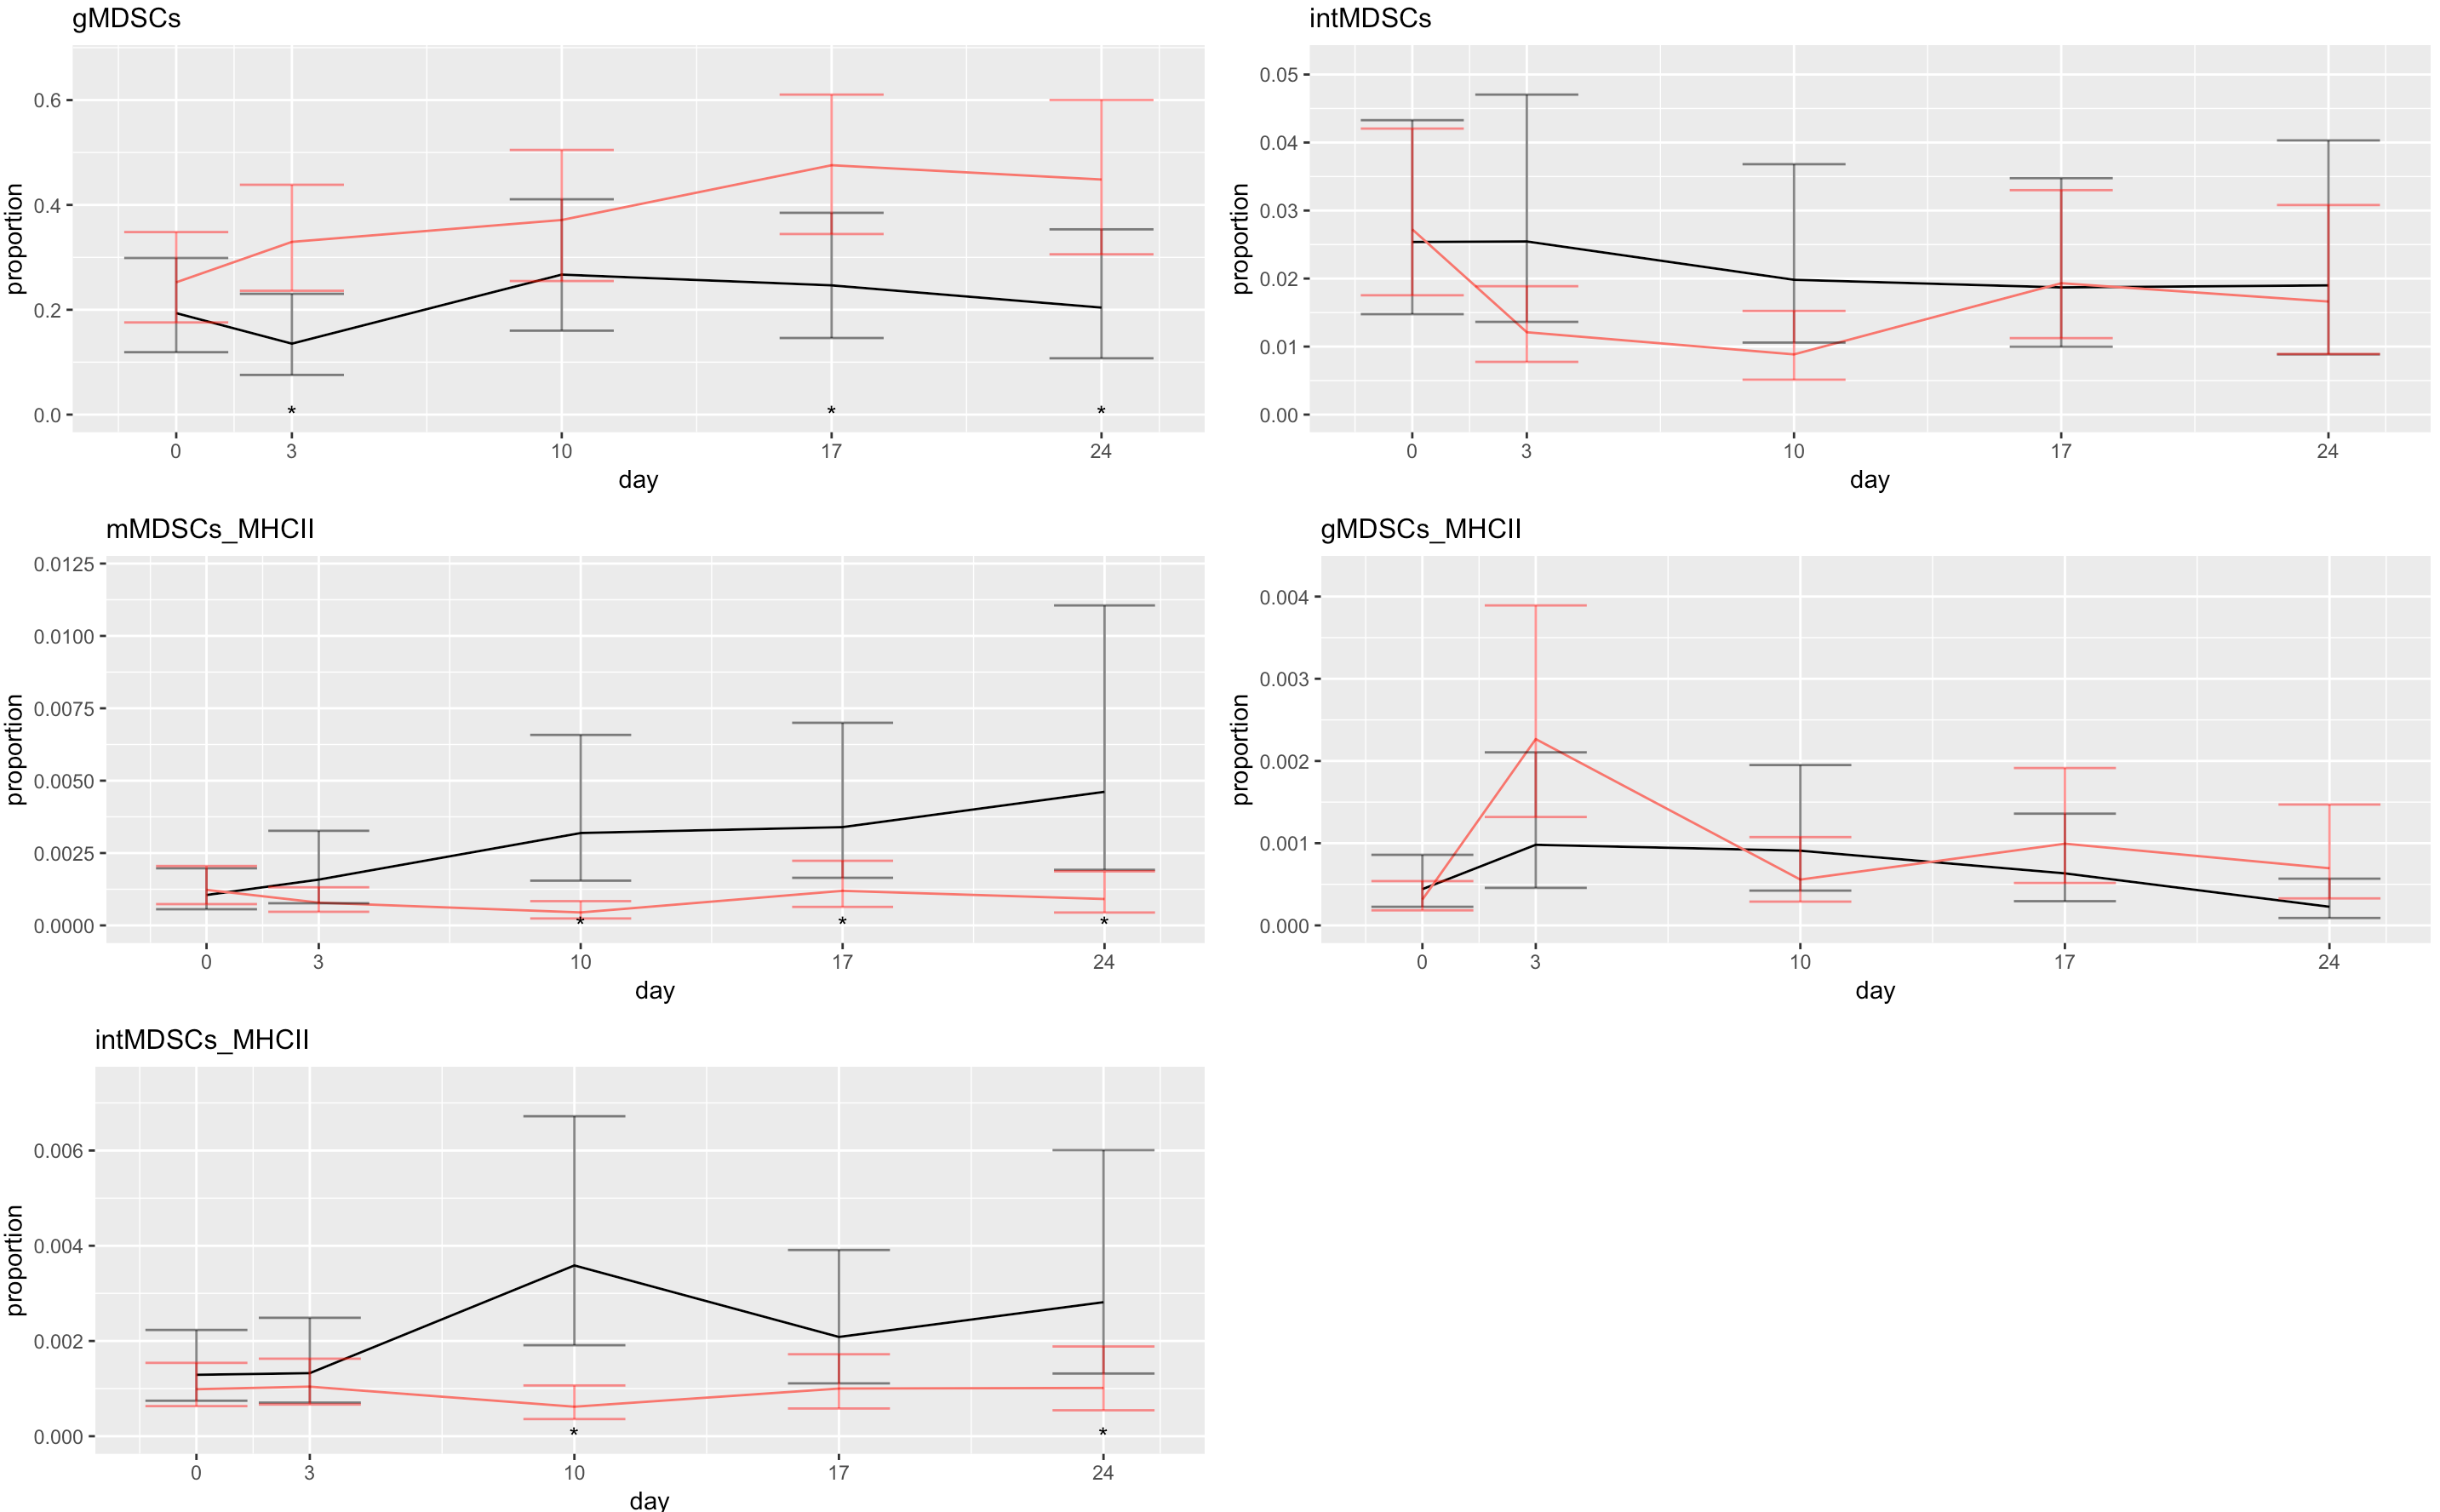 gMDSCs
proportion
0.6
0.4
0.2
0.0
* * *
0 3 10 17 24
day
intMDSCs
proportion
0.05
0.04
0.03
0.02
0.01
0.00
0 3 10 17 24
day
mMDSCs_MHCII
proportion
0.0125
0.0100
0.0075
0.0050
0.0025
0.0000
* * *
0 3 10 17 24
day
gMDSCs_MHCII
proportion
0.004
0.003
0.002
0.001
0.000
0 3 10 17 24
day
intMDSCs_MHCII
proportion
0.006
0.004
0.002
0.000
* *
0 3 10 17 24
day